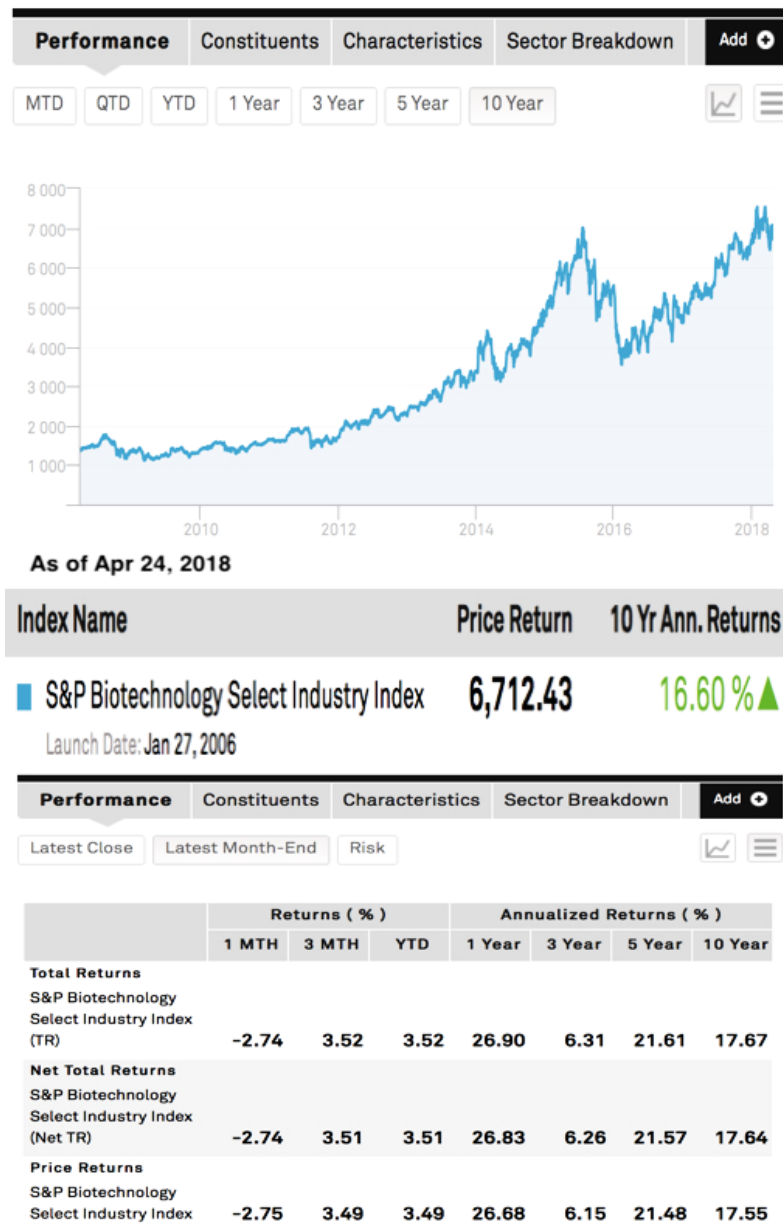 Performance Constituents Characteristics Sector Breakdown Add
MTD QTD YTD 1 Year 3 Year 5 Year 10 Year
8 000
7 000
6 000
5 000
4 000
3 000
2 000
1 000
2010 2012 2014 2016 2018
As of Apr 24, 2018
Index Name Price Return 10 Yr Ann. Returns
S&P Biotechnology Select Industry Index 6,712.43 16.60 %
Launch Date: Jan 27, 2006
Performance Constituents Characteristics Sector Breakdown Add
Latest Close Latest Month-End Risk
Returns ( % ) Annualized Returns ( % )
1 MTH 3 MTH YTD 1 Year 3 Year 5 Year 10 Year
Total Returns
S&P Biotechnology
Select Industry Index
(TR) -2.74 3.52 3.52 26.90 6.31 21.61 17.67
Net Total Returns
S&P Biotechnology
Select Industry Index
(Net TR) -2.74 3.51 3.51 26.83 6.26 21.57 17.64
Price Returns
S&P Biotechnology
Select Industry Index -2.75 3.49 3.49 26.68 6.15 21.48 17.55